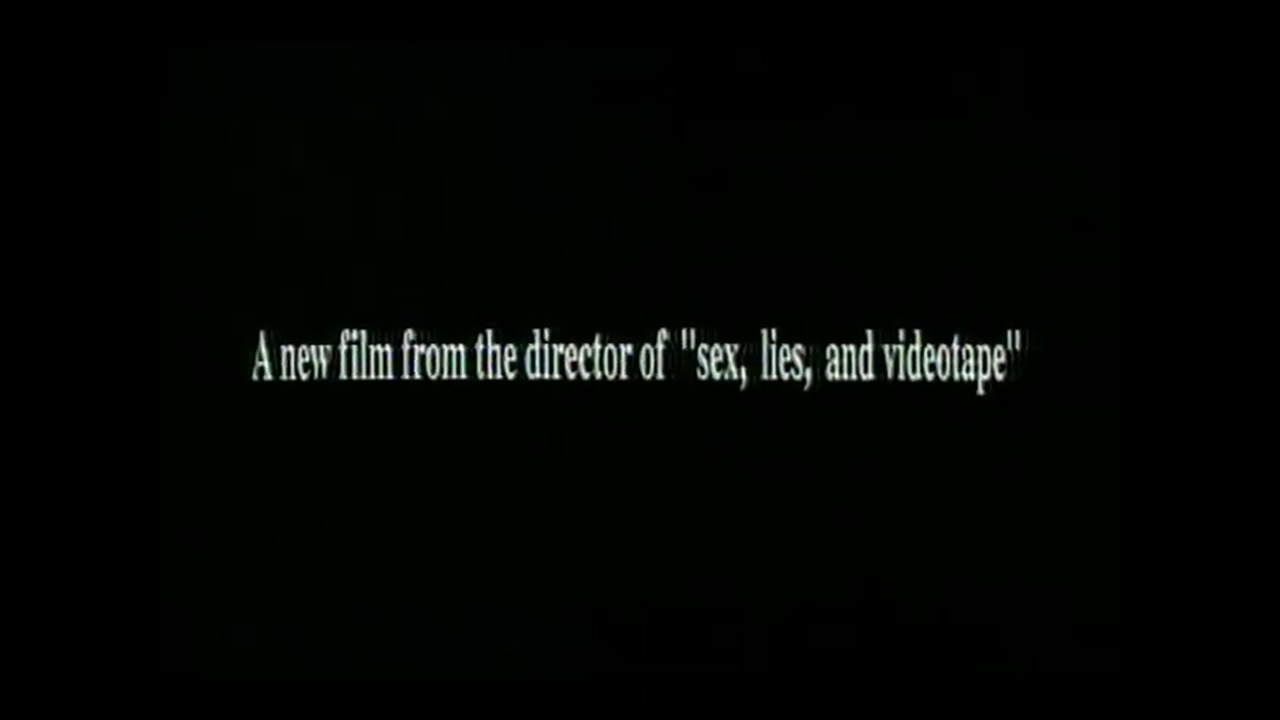 A new film from the director of "sex, lies, and videotape"